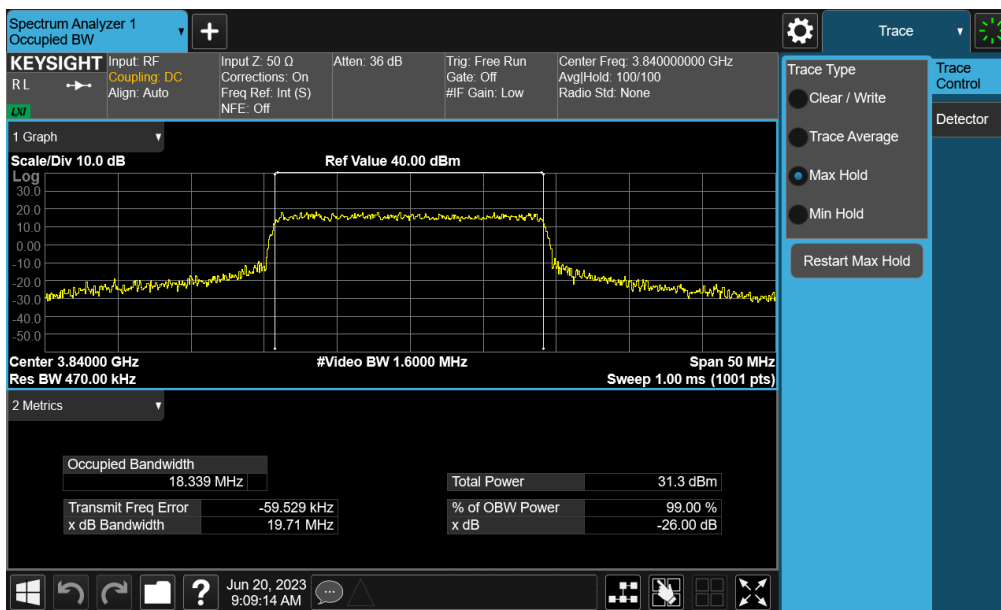 Spectrum Analyzer 1
Occupied BW
Trace
KEYSIGHT
R L
LXI
Input: RF
Coupling: DC
Align: Auto
Input Z: 50 Ω
Corrections: On
Freq Ref: Int (S)
NFE: Off
Atten: 36 dB
Trig: Free Run
Gate: Off
#IF Gain: Low
Center Freq: 3.840000000 GHz
Avg|Hold: 100/100
Radio Std: None
Trace Type
Clear / Write
Trace Average
Max Hold
Min Hold
Restart Max Hold
Trace
Control
Detector
1 Graph
Scale/Div 10.0 dB
Ref Value 40.00 dBm
Log
30.0
20.0
10.0
0.00
-10.0
-20.0
-30.0
-40.0
-50.0
Center 3.84000 GHz
#Video BW 1.6000 MHz
Span 50 MHz
Res BW 470.00 kHz
Sweep 1.00 ms (1001 pts)
2 Metrics
Occupied Bandwidth
18.339 MHz
Total Power 31.3 dBm
Transmit Freq Error -59.529 kHz
% of OBW Power 99.00 %
x dB Bandwidth 19.71 MHz
x dB -26.00 dB
?
Jun 20, 2023
9:09:14 AM